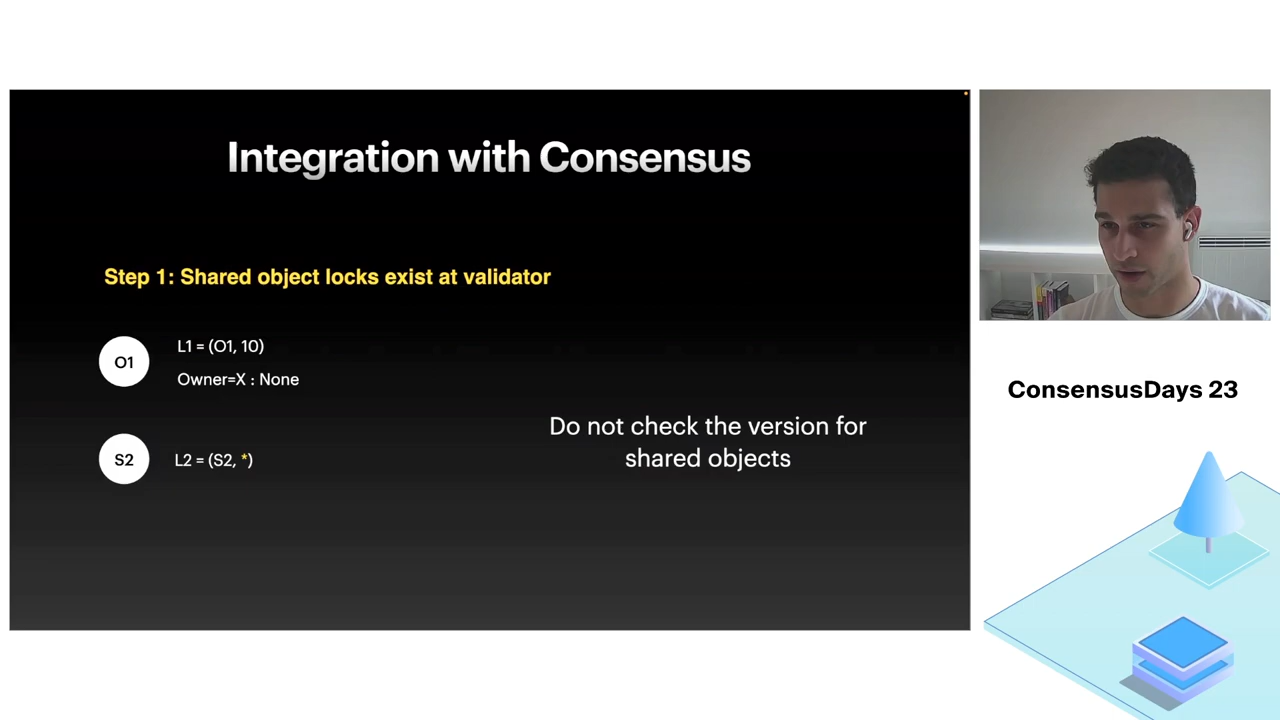 Integration with Consensus
Step 1: Shared object locks exist at validator
O1
L1 = (O1, 10)
Owner=X : None
S2
L2 = (S2, *)
Do not check the version for
shared objects
ConsensusDays 23